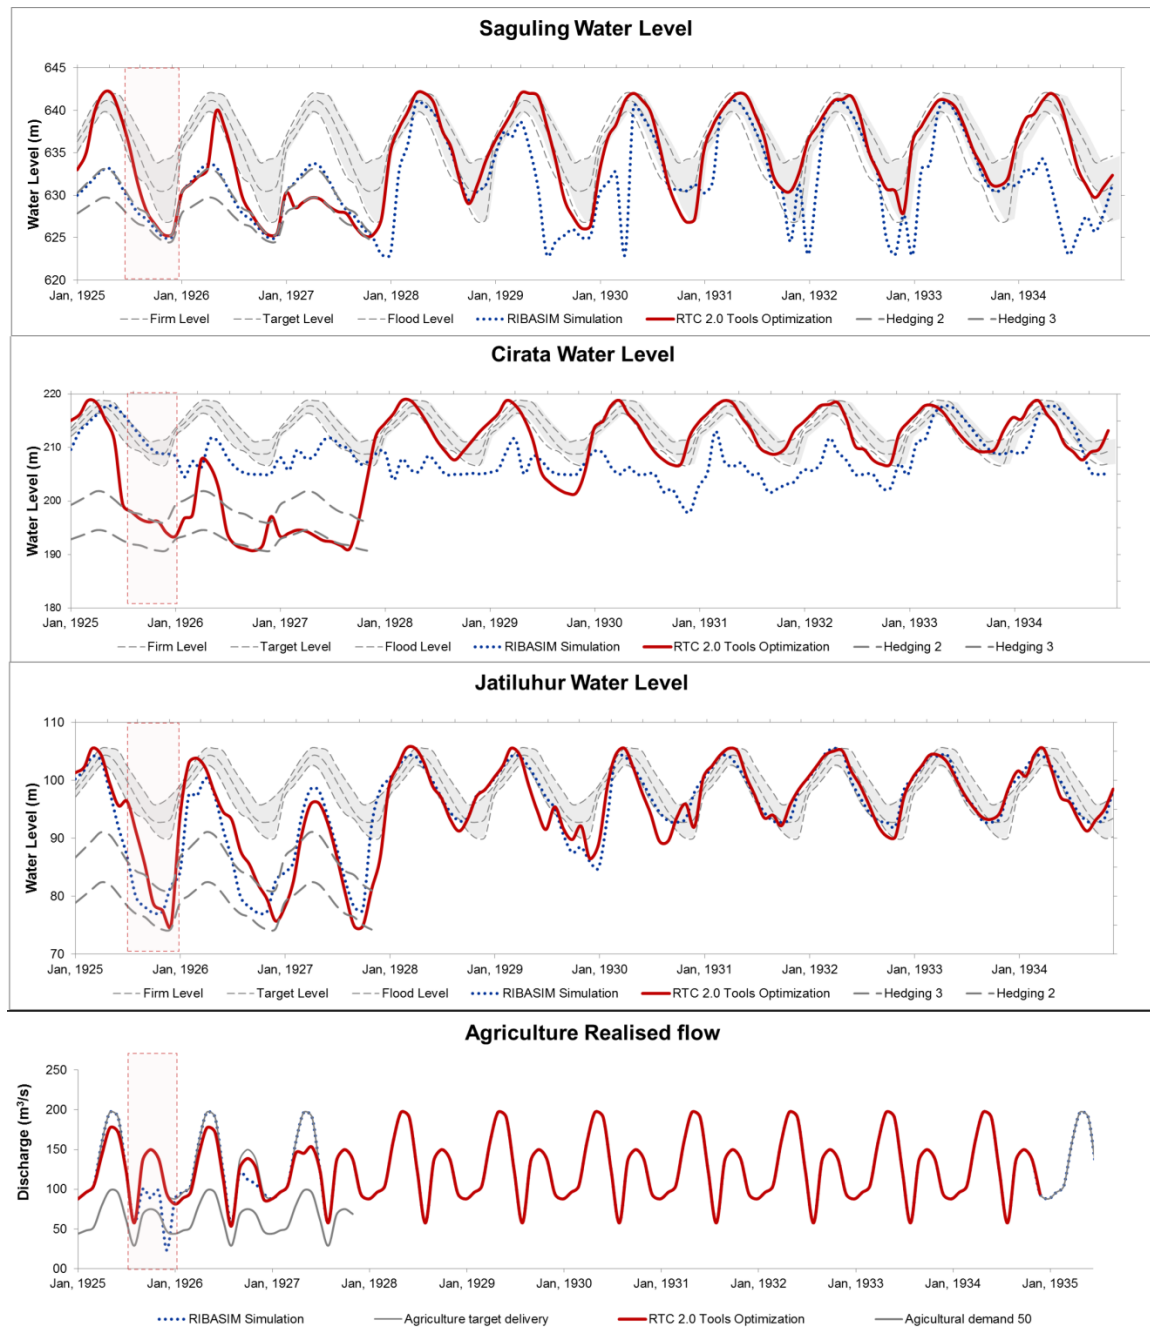 Saguling Water Level
Water Level (m)
645
640
635
630
625
620
Jan, 1925 Jan, 1926 Jan, 1927 Jan, 1928 Jan, 1929 Jan, 1930 Jan, 1931 Jan, 1932 Jan, 1933 Jan, 1934
Firm Level Target Level Flood Level RIBASIM Simulation RTC 2.0 Tools Optimization Hedging 2 Hedging 3
Cirata Water Level
Water Level (m)
220
210
200
190
180
Jan, 1925 Jan, 1926 Jan, 1927 Jan, 1928 Jan, 1929 Jan, 1930 Jan, 1931 Jan, 1932 Jan, 1933 Jan, 1934
Firm Level Target Level Flood Level RIBASIM Simulation RTC 2.0 Tools Optimization Hedging 2 Hedging 3
Jatiluhur Water Level
Water Level (m)
110
100
90
80
70
Jan, 1925 Jan, 1926 Jan, 1927 Jan, 1928 Jan, 1929 Jan, 1930 Jan, 1931 Jan, 1932 Jan, 1933 Jan, 1934
Firm Level Target Level Flood Level RIBASIM Simulation RTC 2.0 Tools Optimization Hedging 3 Hedging 2
Agriculture Realised flow
Discharge (m³/s)
250
200
150
100
50
00
Jan, 1925 Jan, 1926 Jan, 1927 Jan, 1928 Jan, 1929 Jan, 1930 Jan, 1931 Jan, 1932 Jan, 1933 Jan, 1934 Jan, 1935
RIBASIM Simulation Agriculture target delivery RTC 2.0 Tools Optimization Agicultural demand 50